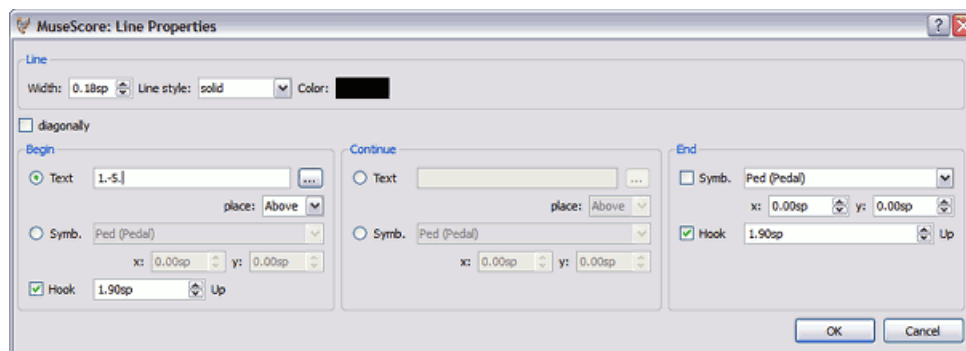 MuseScore: Line Properties
Line
Width: 0.18sp Line style: solid Color:
diagonally
Begin
Text 1.-5. ...
place: Above
Symb. Ped (Pedal)
x: 0.00sp y: 0.00sp
Hook 1.90sp Up
Continue
Text ...
place: Above
Symb. Ped (Pedal)
x: 0.00sp y: 0.00sp
End
Symb. Ped (Pedal)
x: 0.00sp y: 0.00sp
Hook 1.90sp Up
OK Cancel